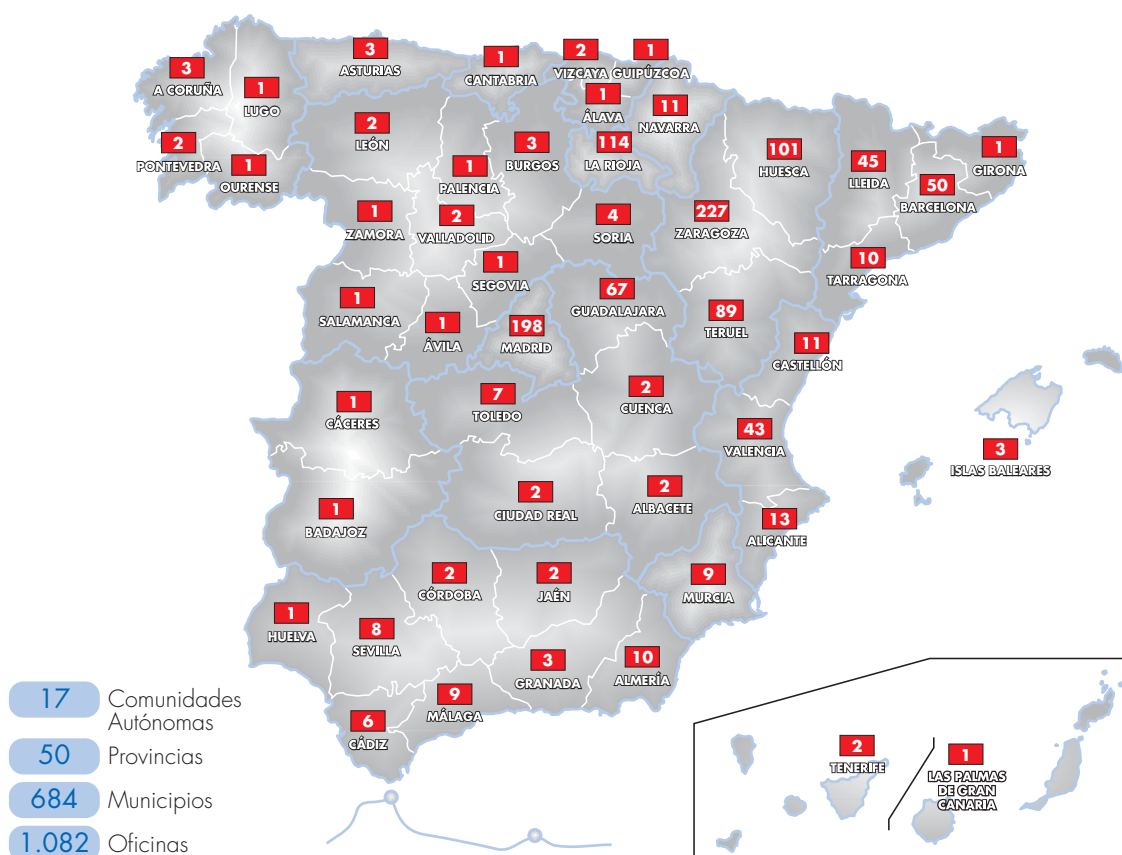 3
A CORUÑA
1
LUGO
3
ASTURIAS
1
CANTABRIA
2
VIZCAYA
1
GUIPÚZCOA
1
ÁLAVA
11
NAVARRA
2
PONTEVEDRA
1
OURENSE
2
LEÓN
1
PALENCIA
3
BURGOS
114
LA RIOJA
101
HUESCA
45
LLEIDA
1
GIRONA
50
BARCELONA
1
ZAMORA
2
VALLADOLID
4
SORIA
227
ZARAGOZA
10
TARRAGONA
1
SEGOVIA
1
SALAMANCA
1
ÁVILA
198
MADRID
67
GUADALAJARA
89
TERUEL
11
CASTELLÓN
1
CÁCERES
7
TOLEDO
2
CUENCA
43
VALENCIA
3
ISLAS BALEARES
1
BADAJOZ
2
CIUDAD REAL
2
ALBACETE
13
ALICANTE
2
CÓRDOBA
2
JAÉN
9
MURCIA
1
HUELVA
8
SEVILLA
3
GRANADA
10
ALMERÍA
6
CÁDIZ
9
MÁLAGA
2
TENERIFE
1
LAS PALMAS
DE GRAN
CANARIA
17 Comunidades
Autónomas
50 Provincias
684 Municipios
1.082 Oficinas